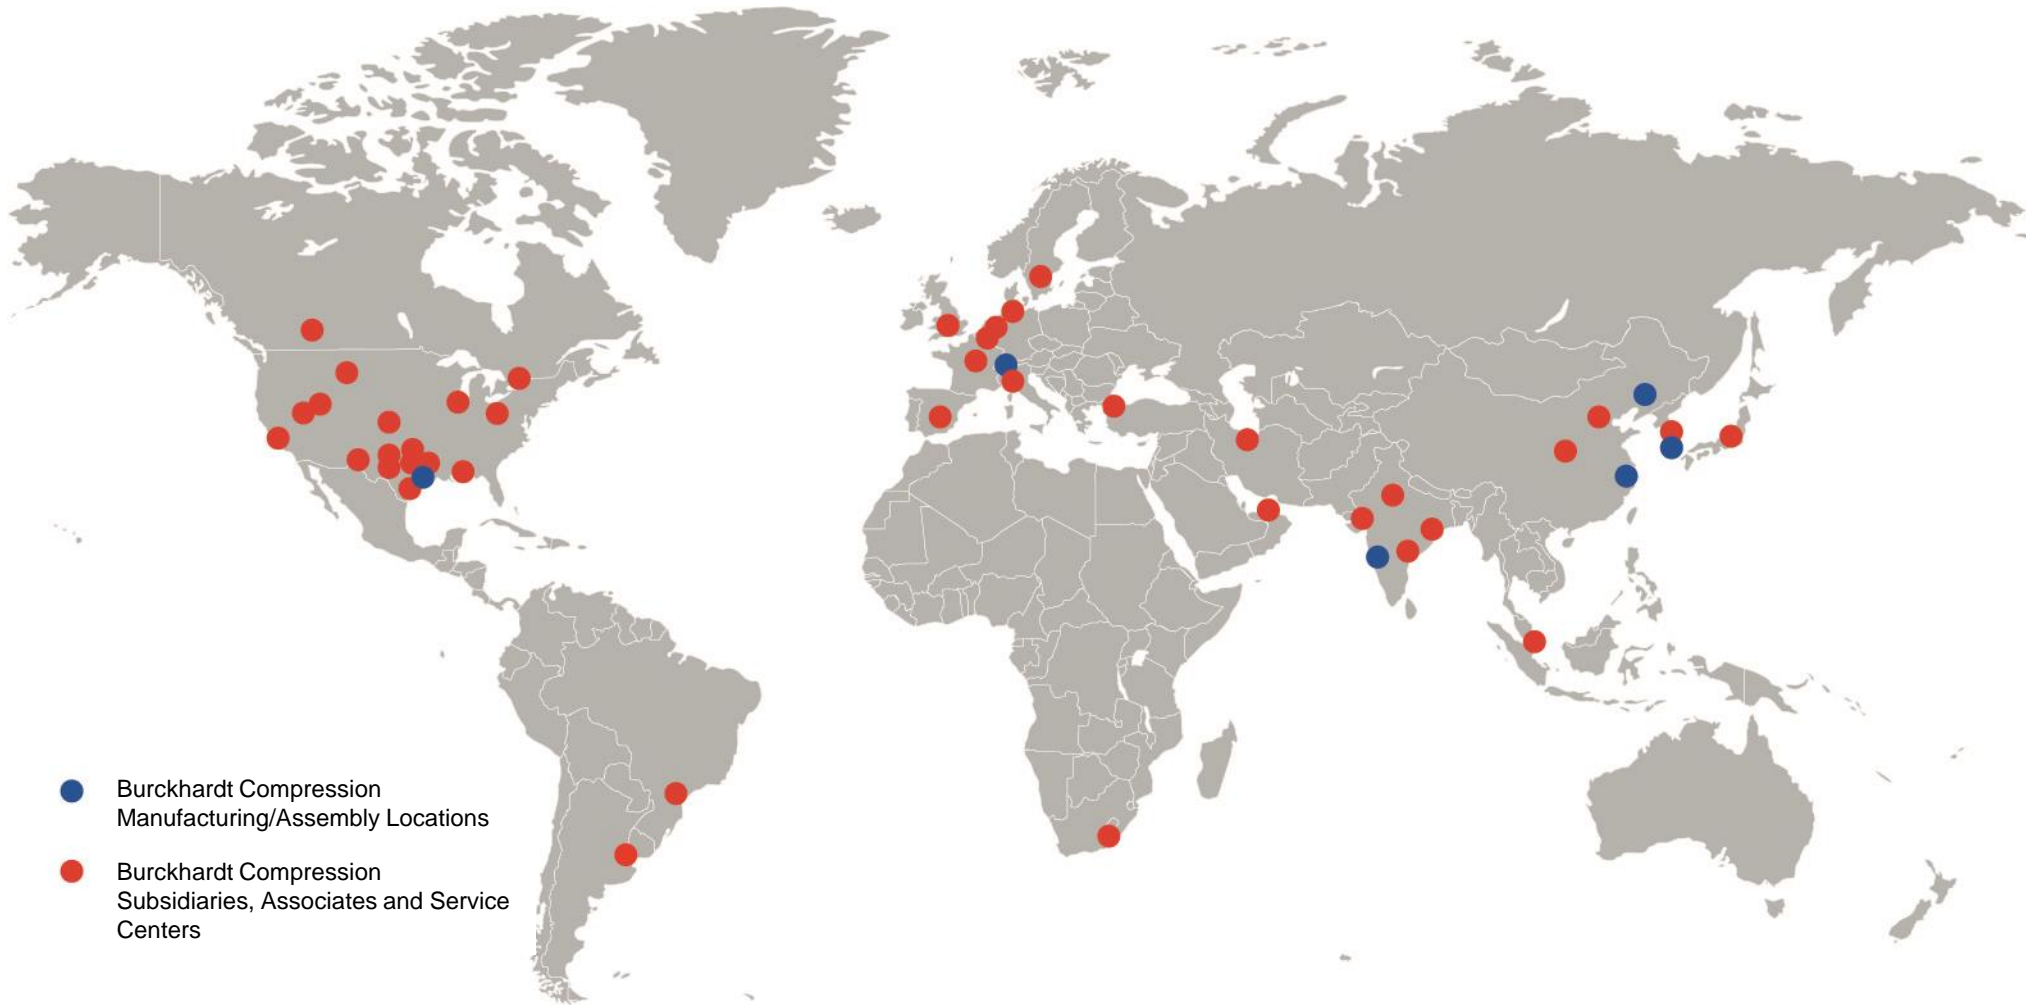 Burckhardt Compression
Manufacturing/Assembly Locations
Burckhardt Compression
Subsidiaries, Associates and Service
Centers